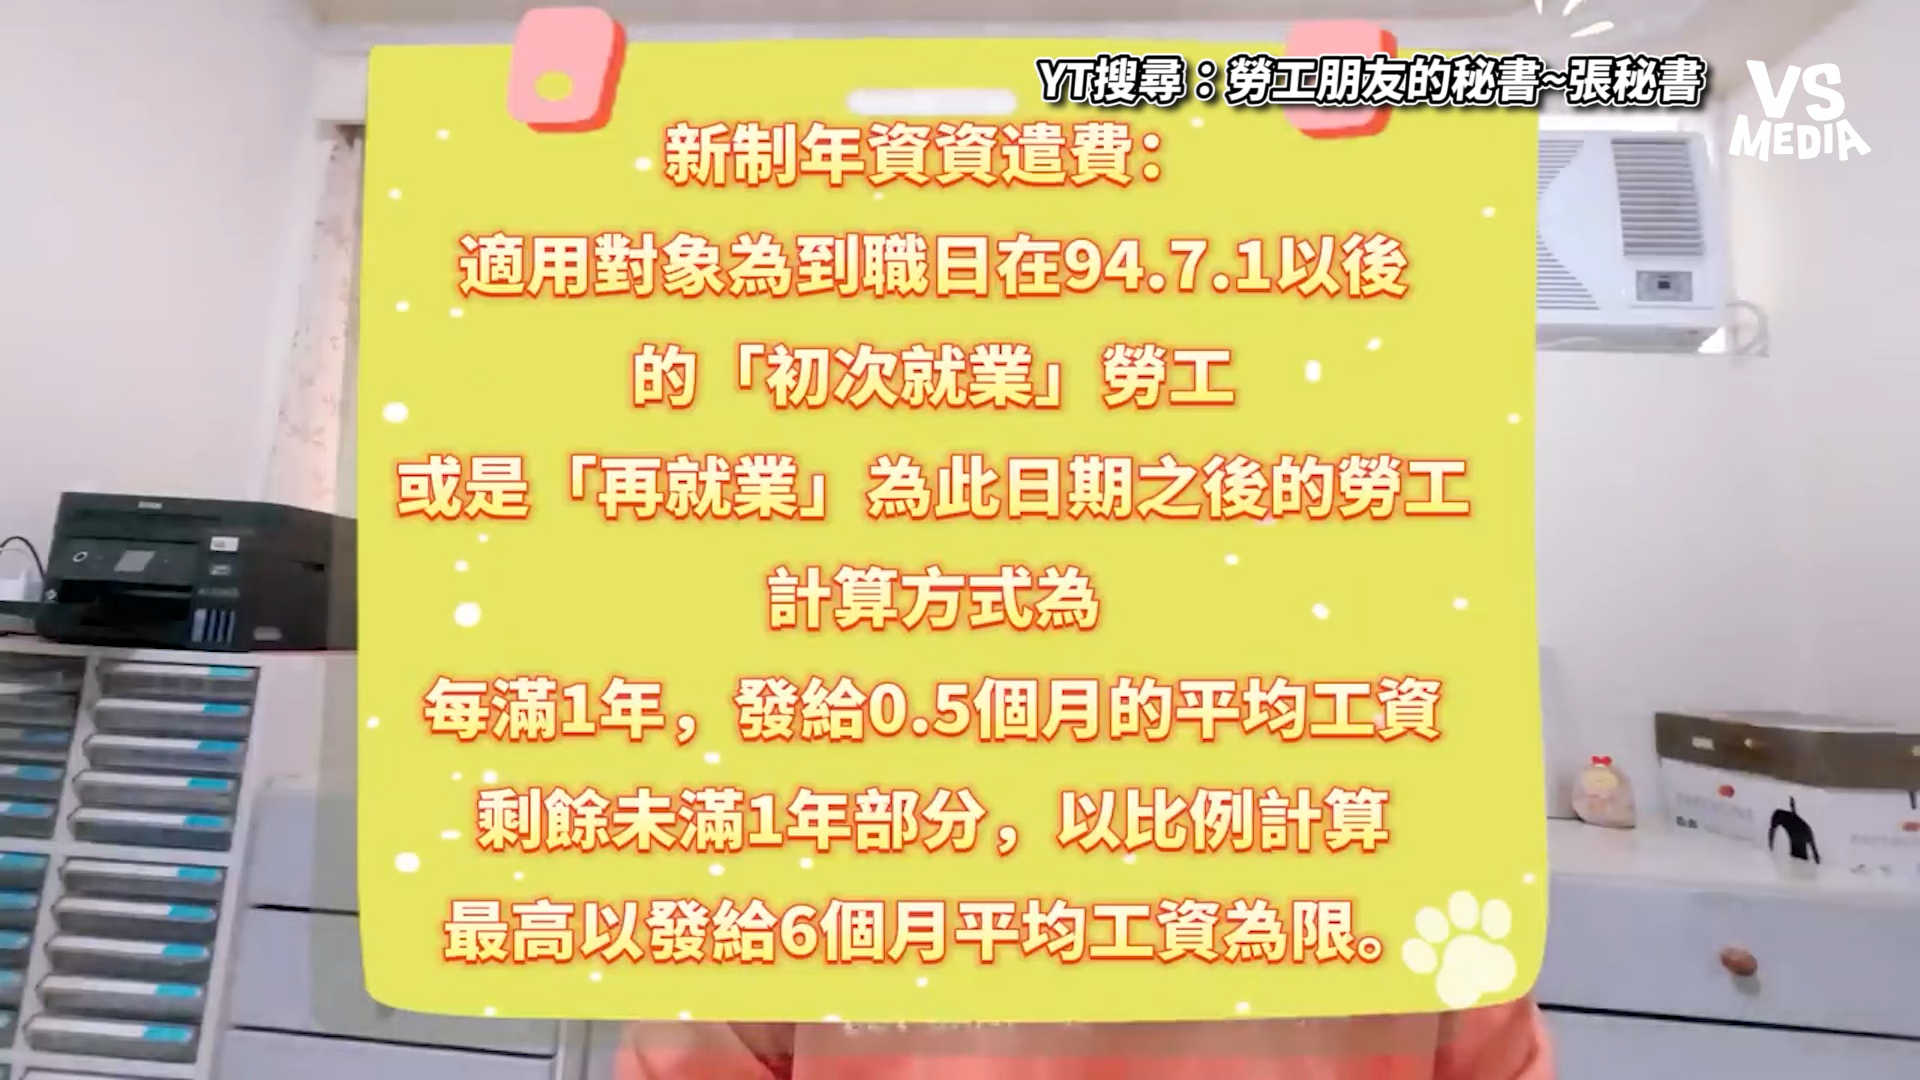 YT搜尋：勞工朋友的秘書~張秘書
VS
MEDIA
新制年資資遣費：
適用對象為到職日在94.7.1以後
的「初次就業」勞工
或是「再就業」為此日期之後的勞工
計算方式為
每滿1年，發給0.5個月的平均工資
剩餘未滿1年部分，以比例計算
最高以發給6個月平均工資為限。